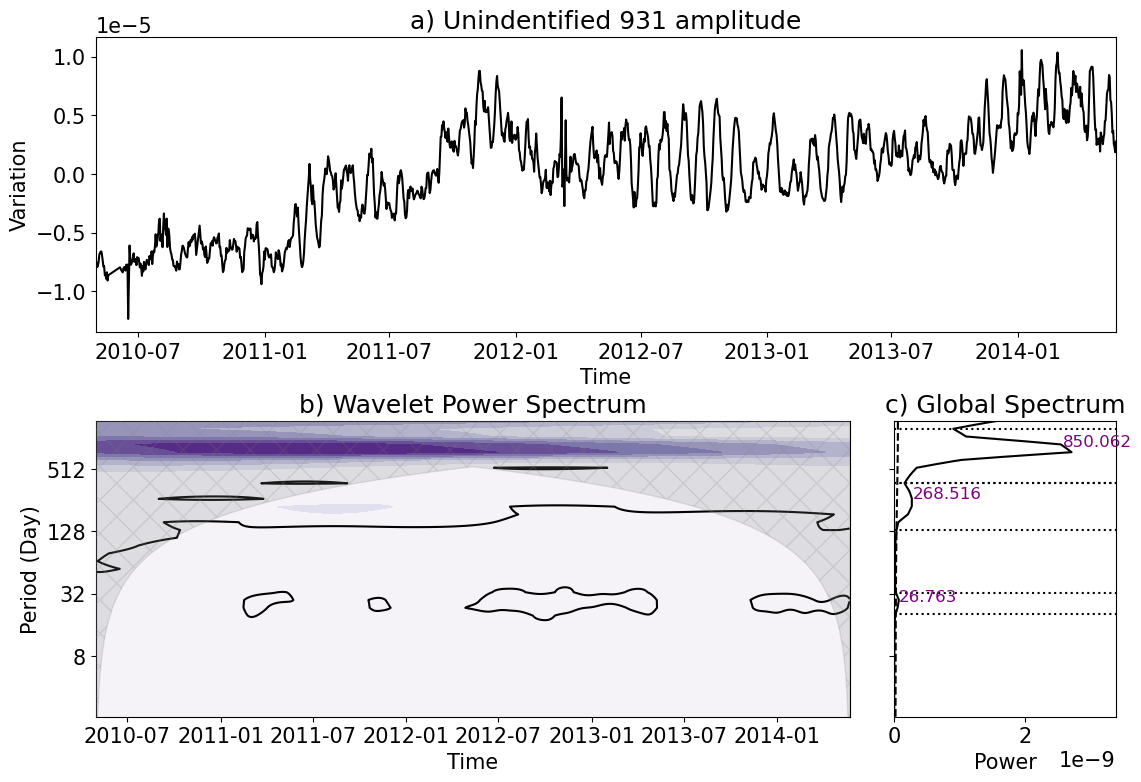 a) Unidentified 931 amplitude
1e−5
1.0
0.5
0.0
−0.5
−1.0
Variation
2010-07 2011-01 2011-07 2012-01 2012-07 2013-01 2013-07 2014-01
Time
b) Wavelet Power Spectrum
512
128
32
8
Period (Day)
2010-07 2011-01 2011-07 2012-01 2012-07 2013-01 2013-07 2014-01
Time
c) Global Spectrum
850.062
268.516
26.763
0 2
Power 1e−9